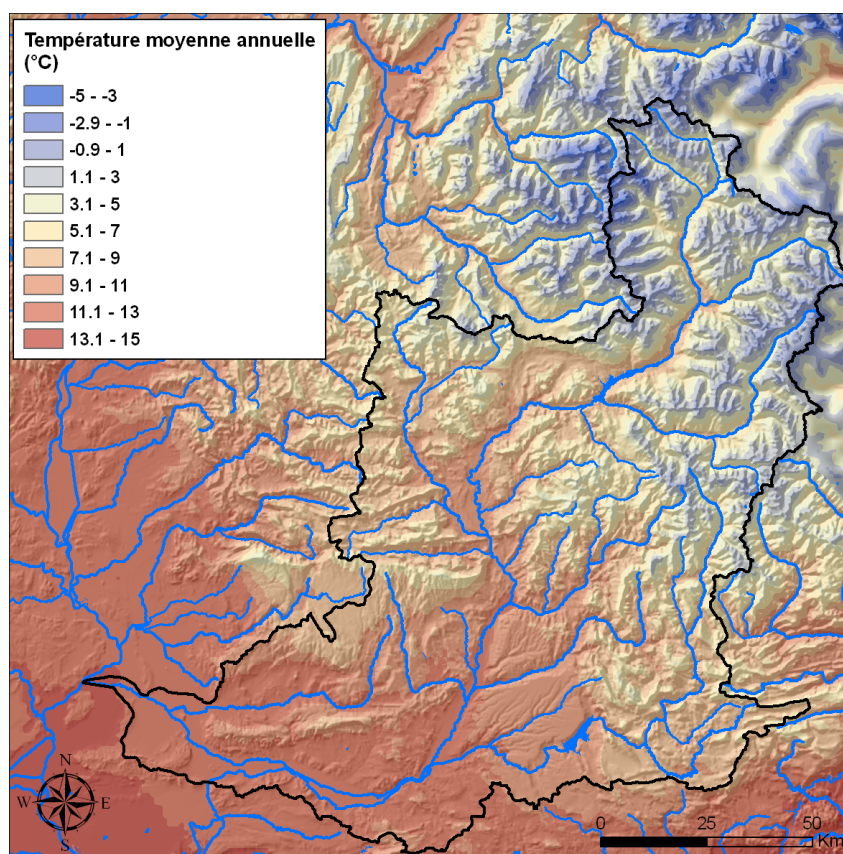 Température moyenne annuelle
(°C)
-5 - -3
-2.9 - -1
-0.9 - 1
1.1 - 3
3.1 - 5
5.1 - 7
7.1 - 9
9.1 - 11
11.1 - 13
13.1 - 15
N
W E
S
0 25 50
Km